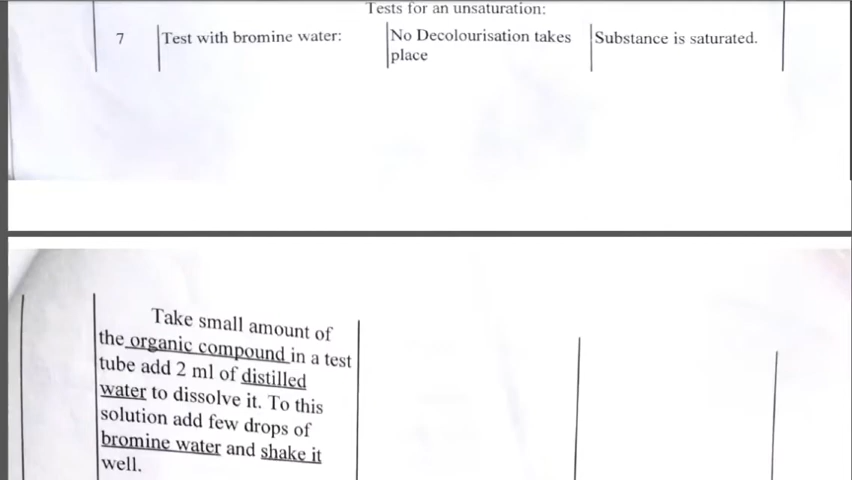 Tests for an unsaturation:
7 Test with bromine water: No Decolourisation takes place Substance is saturated.
Take small amount of
the organic compound in a test
tube add 2 ml of distilled
water to dissolve it. To this
solution add few drops of
bromine water and shake it
well.